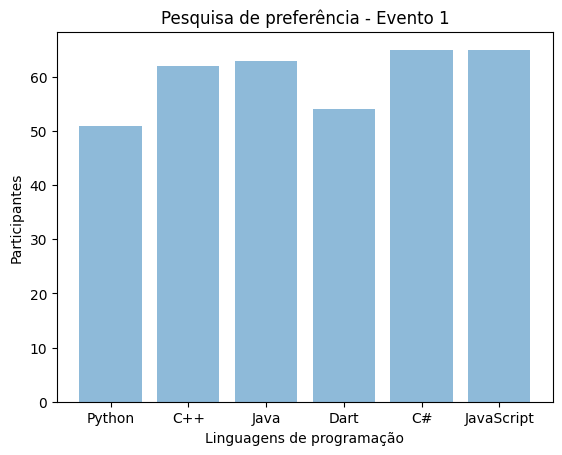 Pesquisa de preferência - Evento 1
Participantes
60
50
40
30
20
10
0
Python C++ Java Dart C# JavaScript
Linguagens de programação